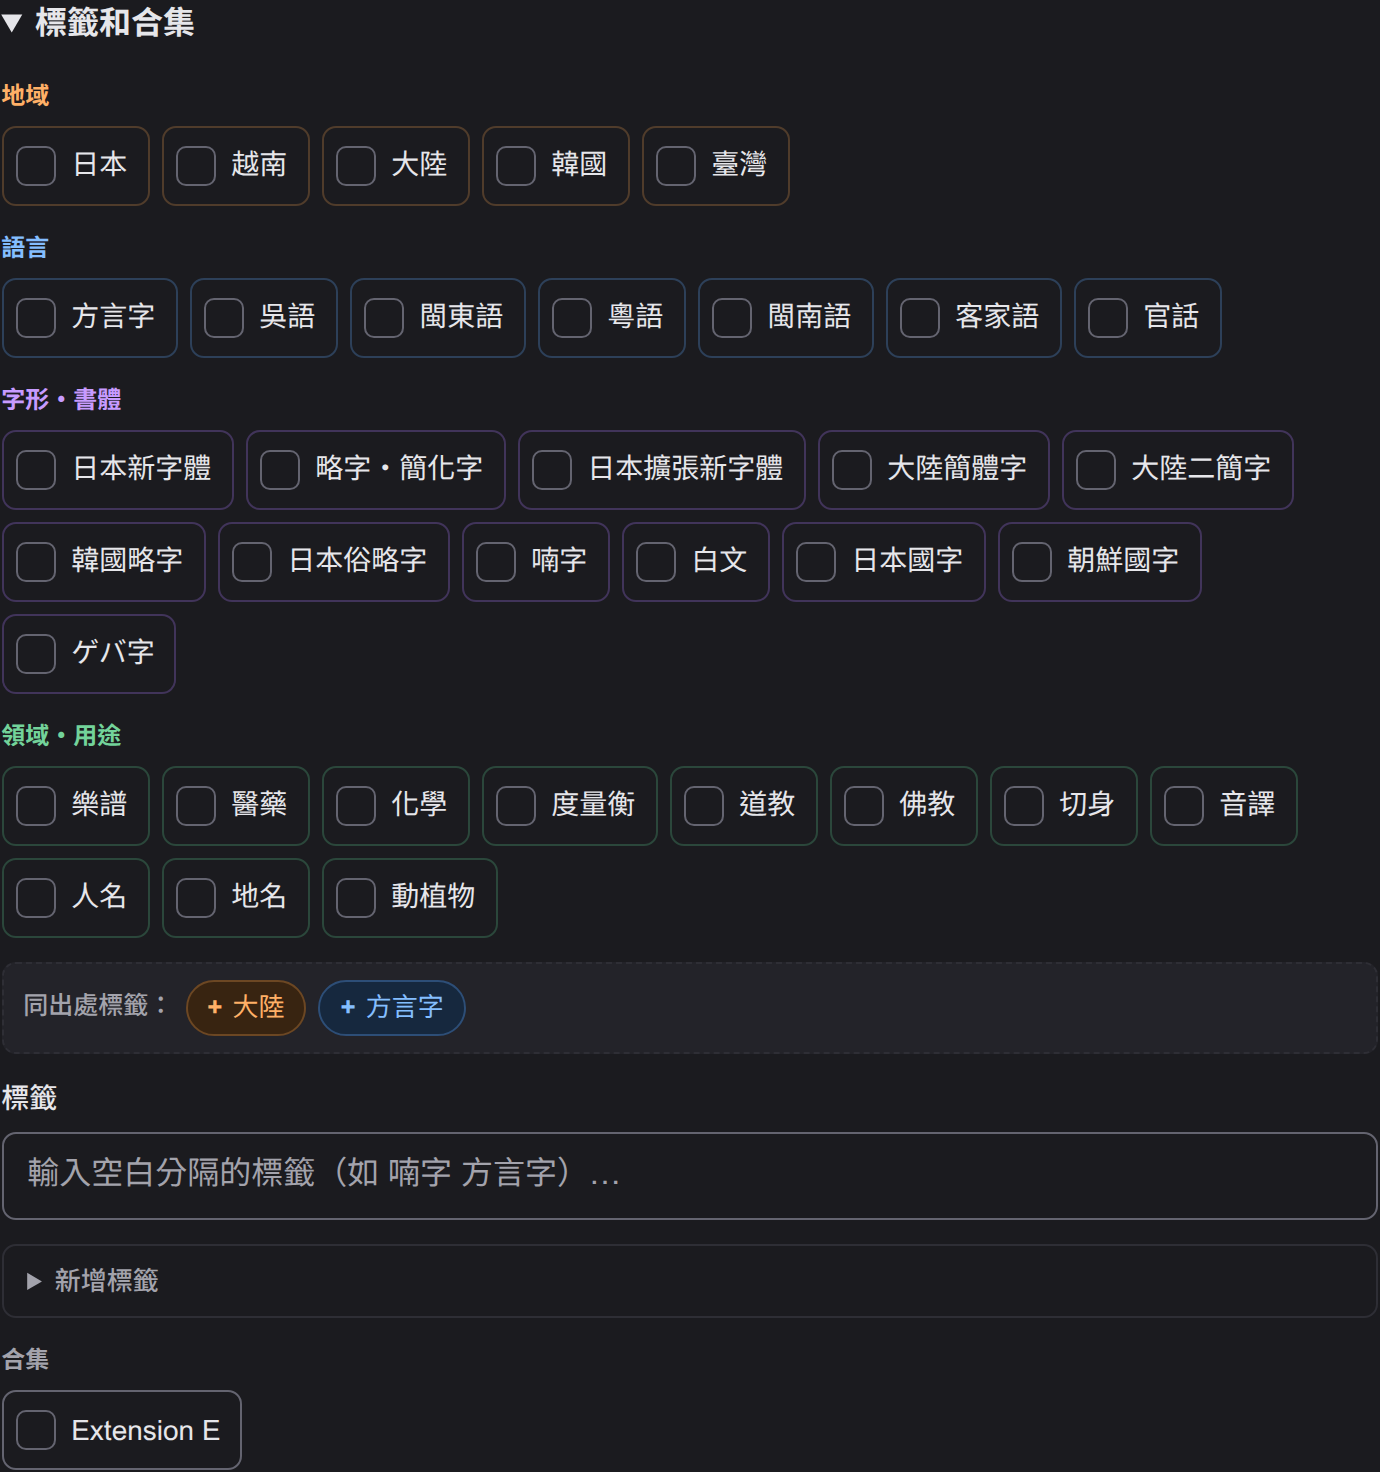 ▼ 標籤和合集
地域
日本 越南 大陸 韓國 臺灣
語言
方言字 吳語 閩東語 粵語 閩南語 客家語 官話
字形・書體
日本新字體 略字・簡化字 日本擴張新字體 大陸簡體字 大陸二簡字
韓國略字 日本俗略字 喃字 白文 日本國字 朝鮮國字
ゲバ字
領域・用途
樂譜 醫藥 化學 度量衡 道教 佛教 切身 音譯
人名 地名 動植物
同出處標籤： + 大陸 + 方言字
標籤
輸入空白分隔的標籤（如 喃字 方言字）…
▶ 新增標籤
合集
Extension E